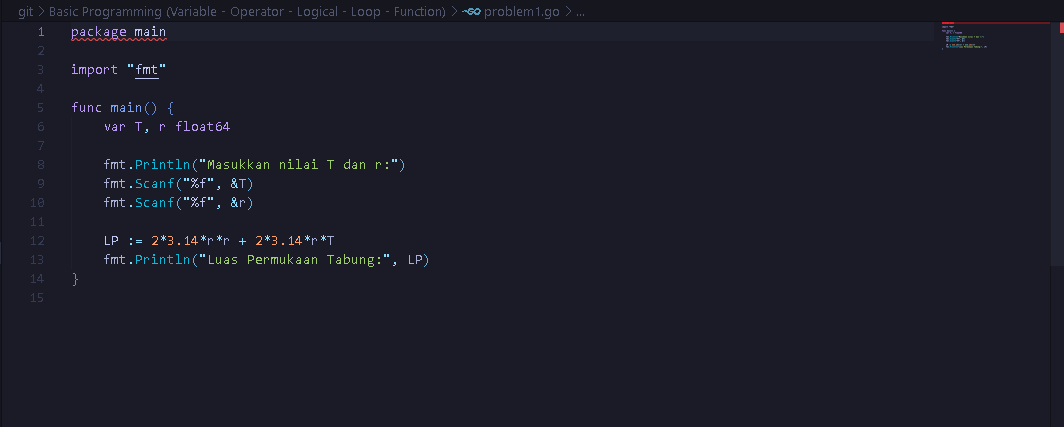 git > Basic Programming (Variable - Operator - Logical - Loop - Function) > GO problem1.go > ...
1 package main
2
3 import "fmt"
4
5 func main() {
6 var T, r float64
7
8 fmt.Println("Masukkan nilai T dan r:")
9 fmt.Scanf("%f", &T)
10 fmt.Scanf("%f", &r)
11
12 LP := 2*3.14*r*r + 2*3.14*r*T
13 fmt.Println("Luas Permukaan Tabung:", LP)
14 }
15